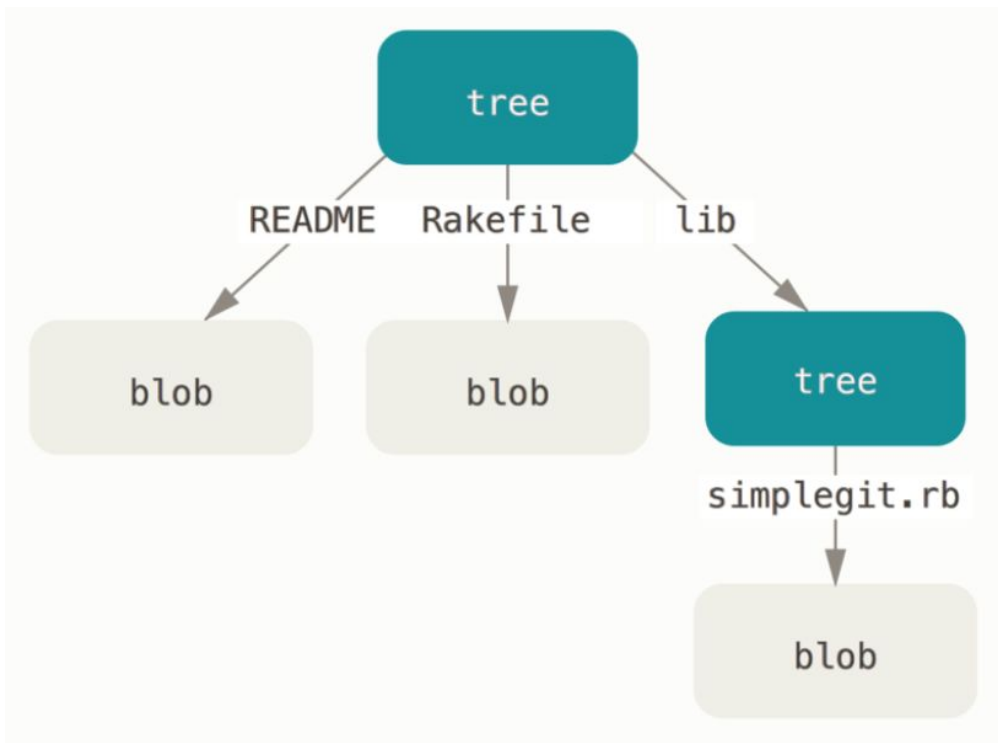 tree
README Rakefile lib
blob blob tree
simplegit.rb
blob